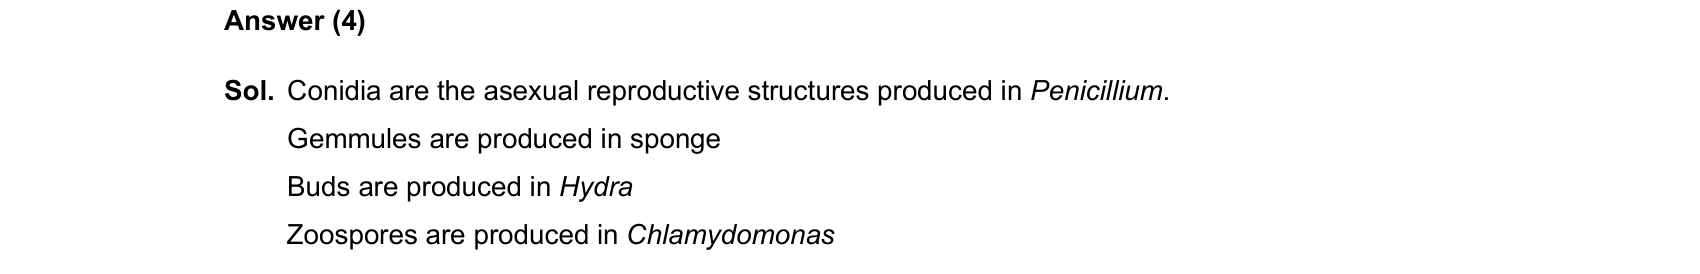 Answer (4)
Sol. Conidia are the asexual reproductive structures produced in Penicillium.
Gemmules are produced in sponge
Buds are produced in Hydra
Zoospores are produced in Chlamydomonas